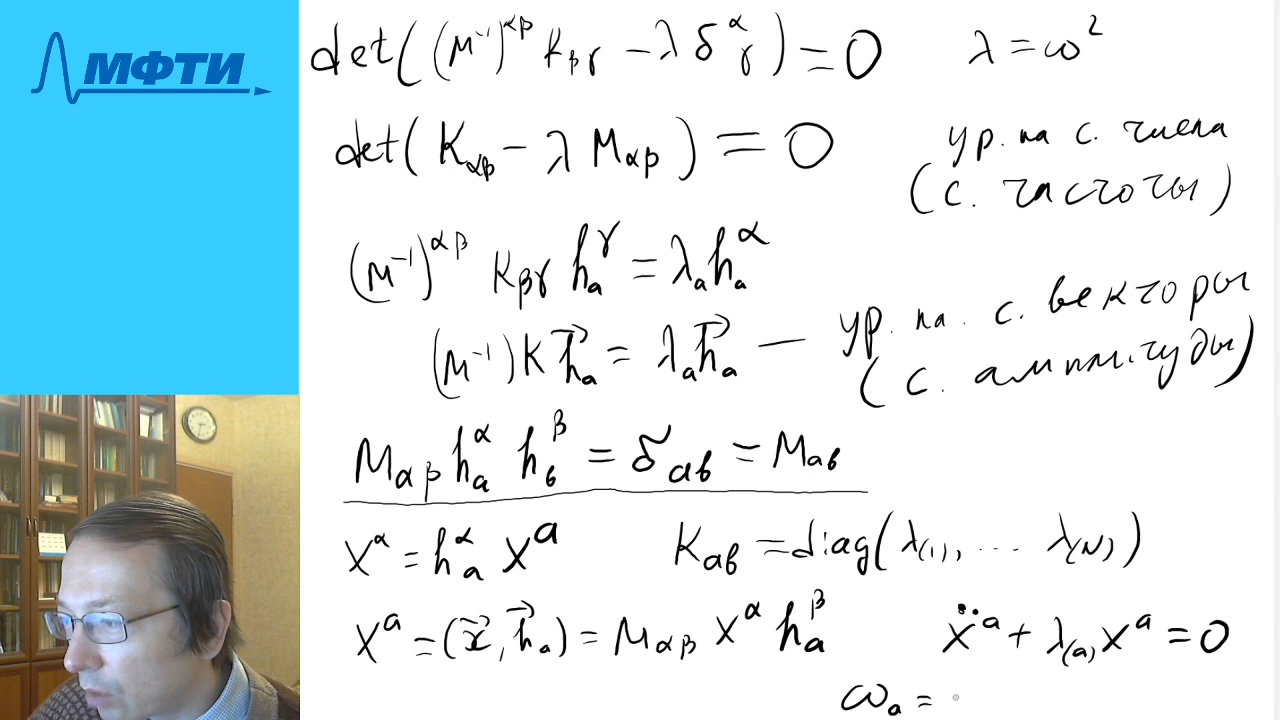 МФТИ
det((M⁻¹)^{αβ} K_{βγ} − λ δ^α_γ) = 0    λ = ω²
det(K_{αβ} − λ M_{αβ}) = 0    ур. на с. числа
(с. частоты)
(M⁻¹)^{αβ} K_{βγ} h^γ_a = λ_a h^α_a
(M⁻¹) K h⃗_a = λ_a h⃗_a — ур. на с. векторы
(с. амплитуды)
M_{αβ} h^α_a h^β_b = δ_{ab} = M_{ab}
x^α = h^α_a x^a    K_{ab} = diag(λ_{(1)}, ... λ_{(N)})
x^a = (x⃗, h⃗_a) = M_{αβ} x^α h^β_a    ẍ^a + λ_{(a)} x^a = 0
ω_a =